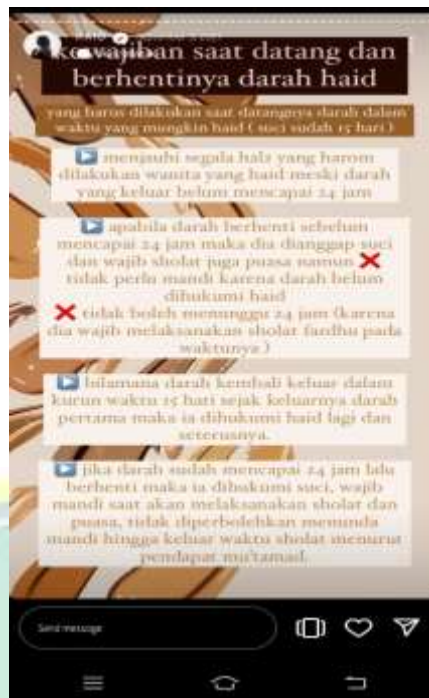 HAID
kewajiban saat datang dan
berhentinya darah haid
yang harus dilakukan saat datangnya darah dalam
waktu yang mungkin haid ( suci sudah 15 hari )
menjauhi segala hal2 yang harom
dilakukan wanita yang haid meski darah
yang keluar belum mencapai 24 jam
apabila darah berhenti sebelum
mencapai 24 jam maka dia dianggap suci
dan wajib sholat juga puasa namun ❌
tidak perlu mandi karena darah belum
dihukumi haid
❌ tidak boleh menunggu 24 jam (karena
dia wajib melaksanakan sholat fardhu pada
waktunya )
bilamana darah kembali keluar dalam
kurun waktu 15 hari sejak keluarnya darah
pertama maka ia dihukumi haid lagi dan
seterusnya.
jika darah sudah mencapai 24 jam lalu
berhenti maka ia dihukumi suci, wajib
mandi saat akan melaksanakan sholat dan
puasa, tidak diperbolehkan menunda
mandi hingga keluar waktu sholat menurut
pendapat mu'tamad.
Send message